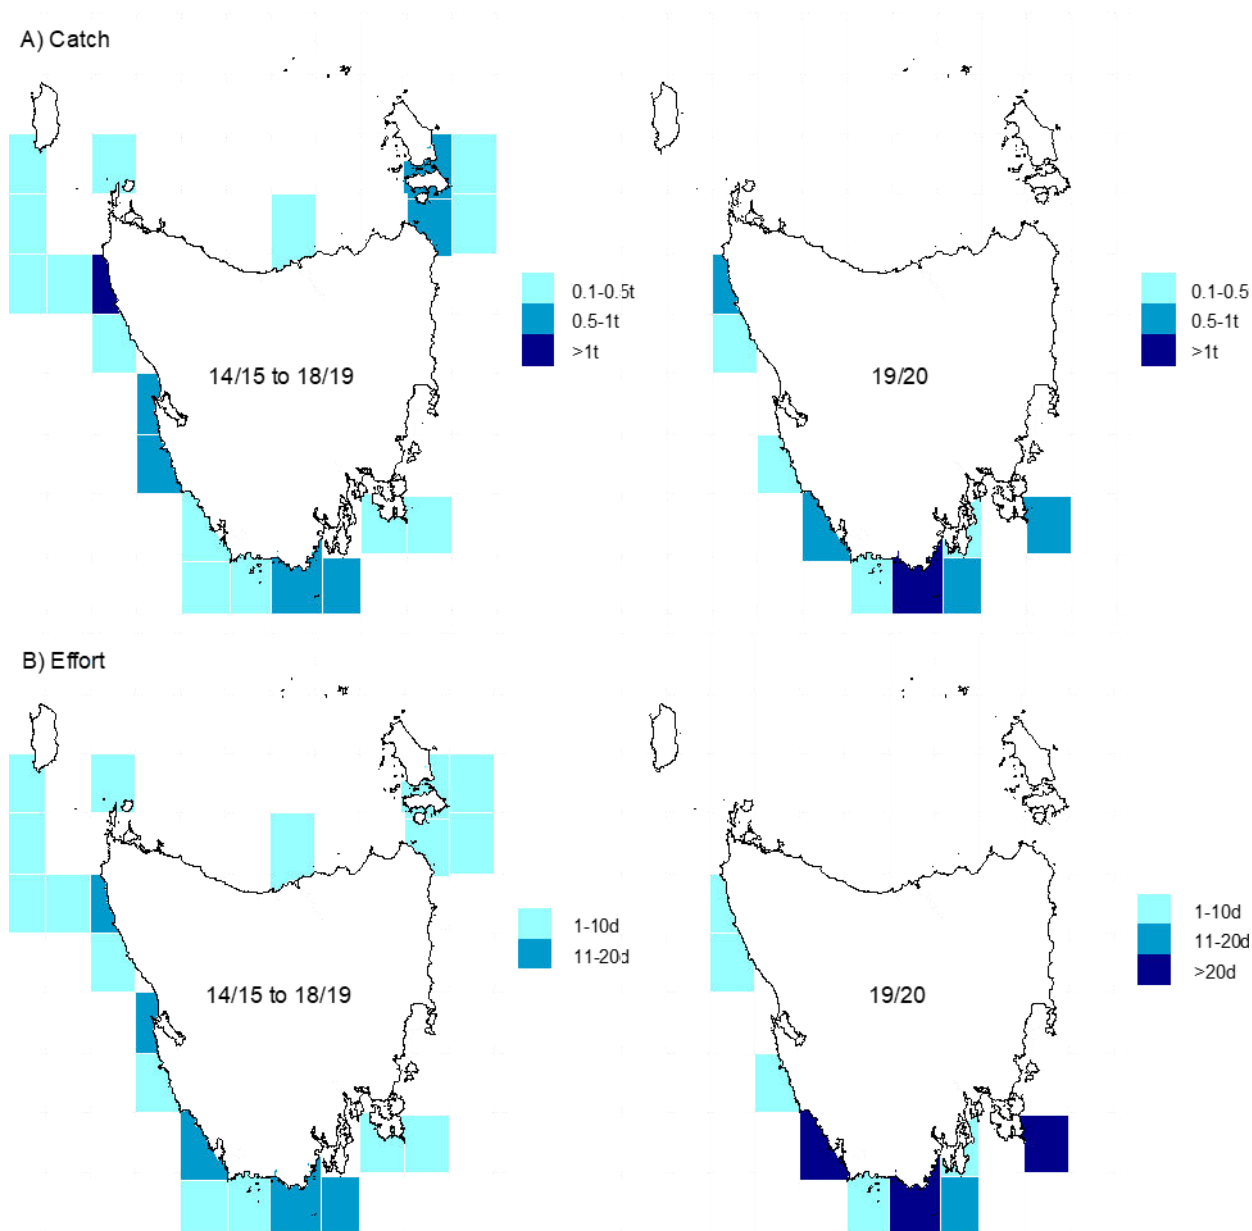 A) Catch
0.1-0.5t
0.5-1t
>1t
14/15 to 18/19
0.1-0.5
0.5-1t
>1t
19/20
B) Effort
1-10d
11-20d
14/15 to 18/19
1-10d
11-20d
>20d
19/20